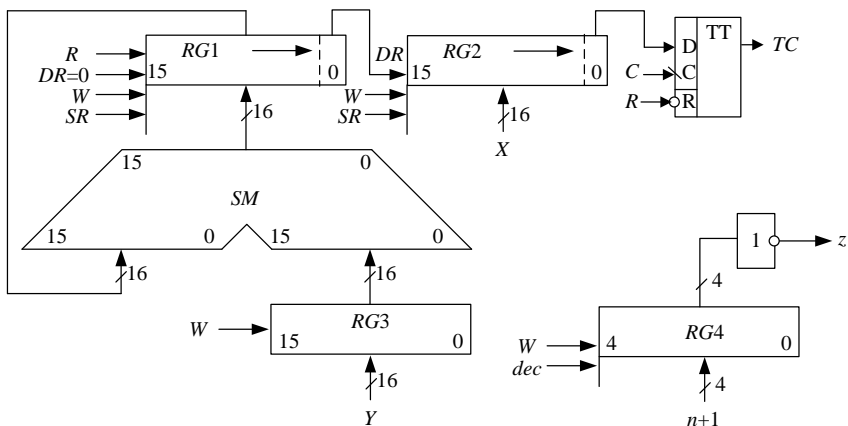 R
RG1
DR=0
15
0
W
SR
16
DR
RG2
15
0
W
SR
16
X
D
TT
TC
C
C
R
R
15
0
SM
15
0
15
0
16
16
1
z
4
W
RG3
15
0
16
Y
RG4
W
4
0
dec
4
n+1